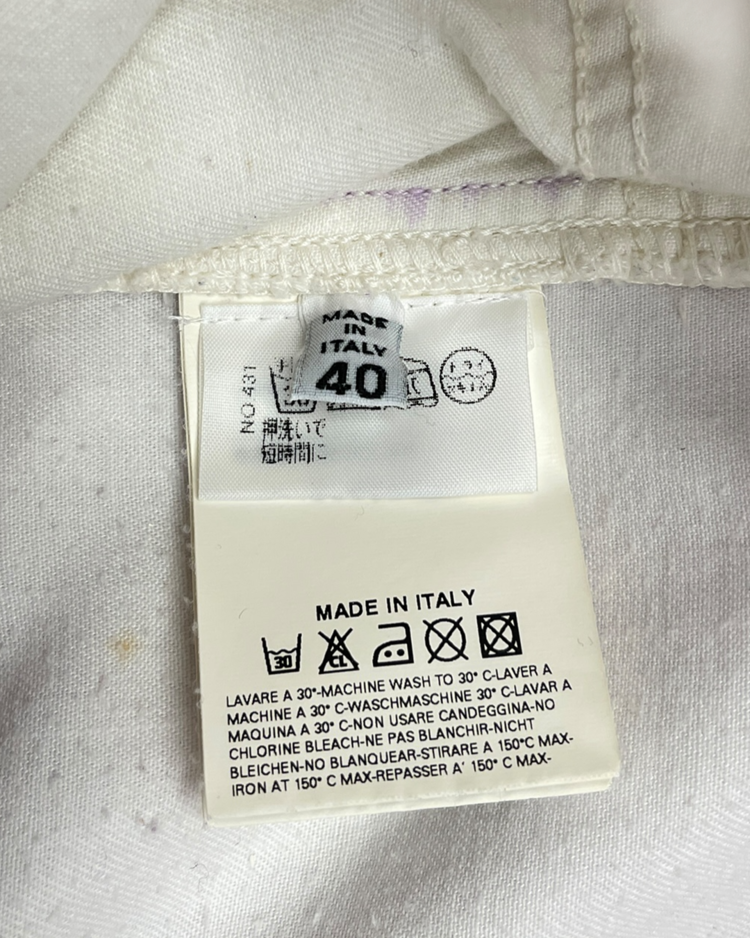 MADE
IN
ITALY
40
NO 431
押洗いで
短時間に
MADE IN ITALY
30 CL
LAVARE A 30°-MACHINE WASH TO 30° C-LAVER A
MACHINE A 30° C-WASCHMASCHINE 30° C-LAVAR A
MAQUINA A 30° C-NON USARE CANDEGGINA-NO
CHLORINE BLEACH-NE PAS BLANCHIR-NICHT
BLEICHEN-NO BLANQUEAR-STIRARE A 150°C MAX-
IRON AT 150° C MAX-REPASSER A' 150° C MAX-